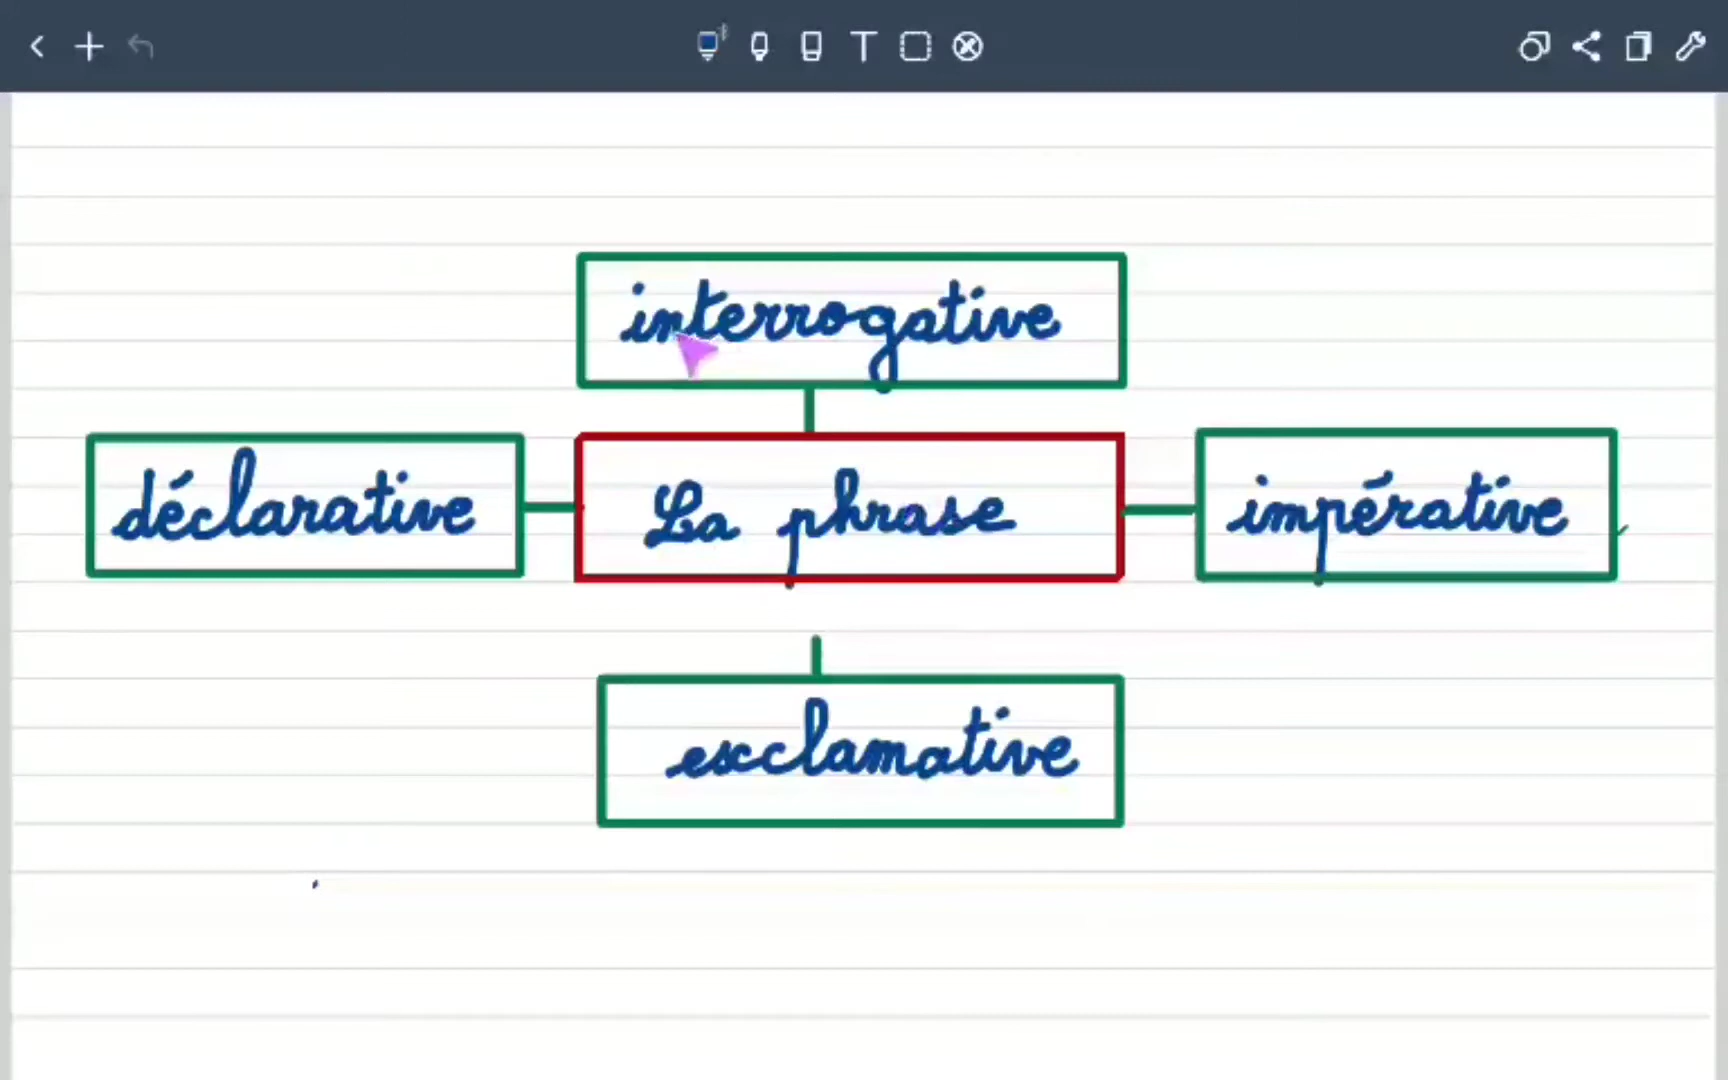 interrogative
déclarative
La phrase
impérative
exclamative